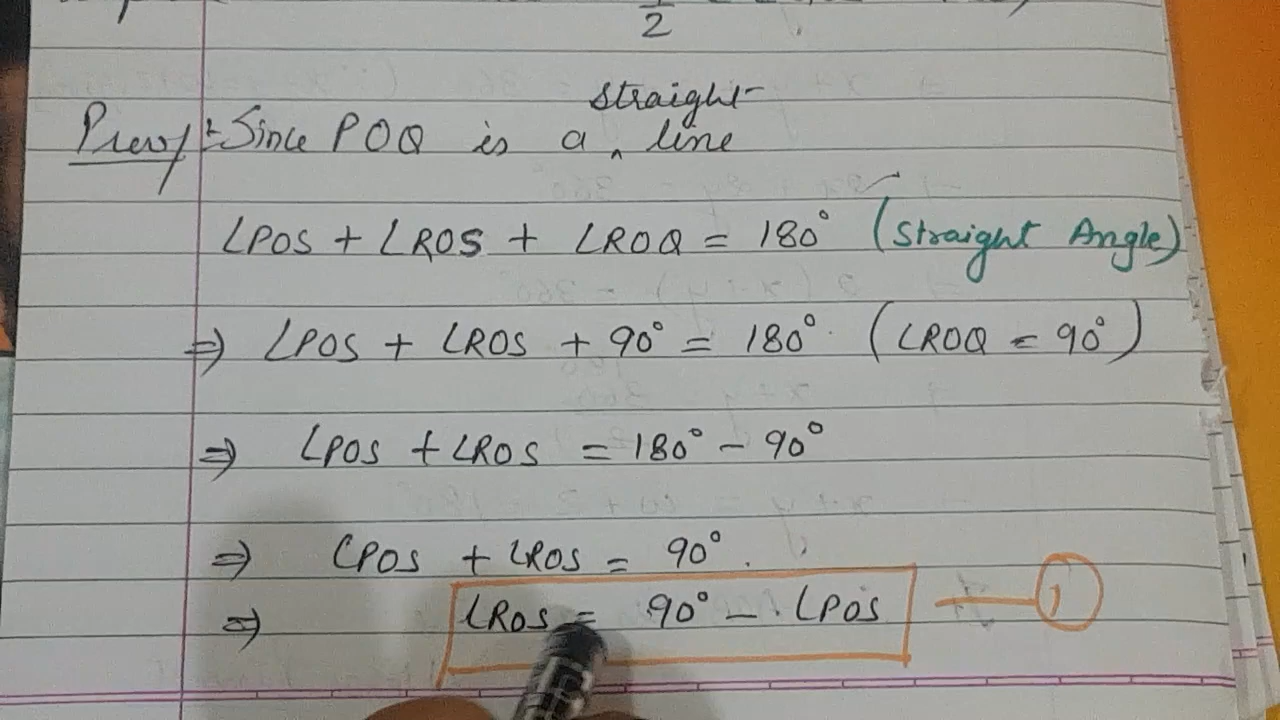 2
straight
Proof :- Since POQ is a ^ line
∠POS + ∠ROS + ∠ROQ = 180° (Straight Angle)
⇒ ∠POS + ∠ROS + 90° = 180° (∠ROQ = 90°)
⇒ ∠POS + ∠ROS = 180° - 90°
⇒ ∠POS + ∠ROS = 90°.
⇒ ∠ROS = 90° - ∠POS — 1